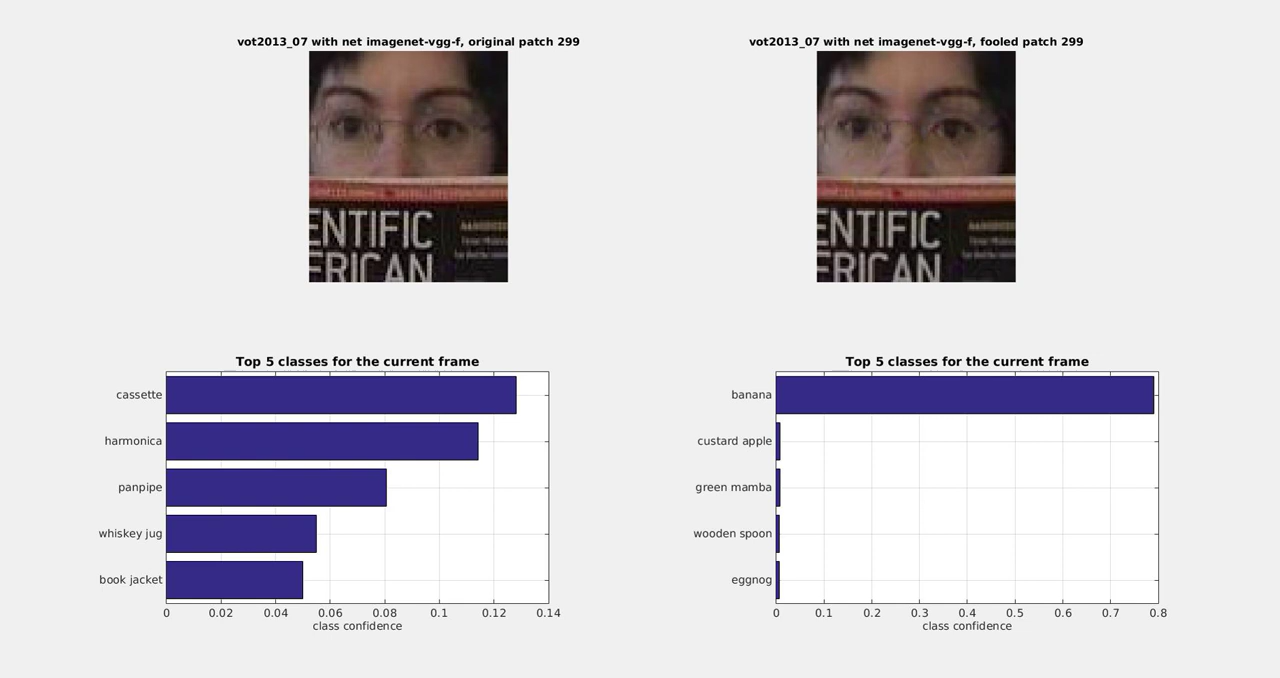 vot2013_07 with net imagenet-vgg-f, original patch 299
ENTIFIC
ERICAN
Top 5 classes for the current frame
cassette
harmonica
panpipe
whiskey jug
book jacket
0 0.02 0.04 0.06 0.08 0.1 0.12 0.14
class confidence
vot2013_07 with net imagenet-vgg-f, fooled patch 299
ENTIFIC
ERICAN
Top 5 classes for the current frame
banana
custard apple
green mamba
wooden spoon
eggnog
0 0.1 0.2 0.3 0.4 0.5 0.6 0.7 0.8
class confidence